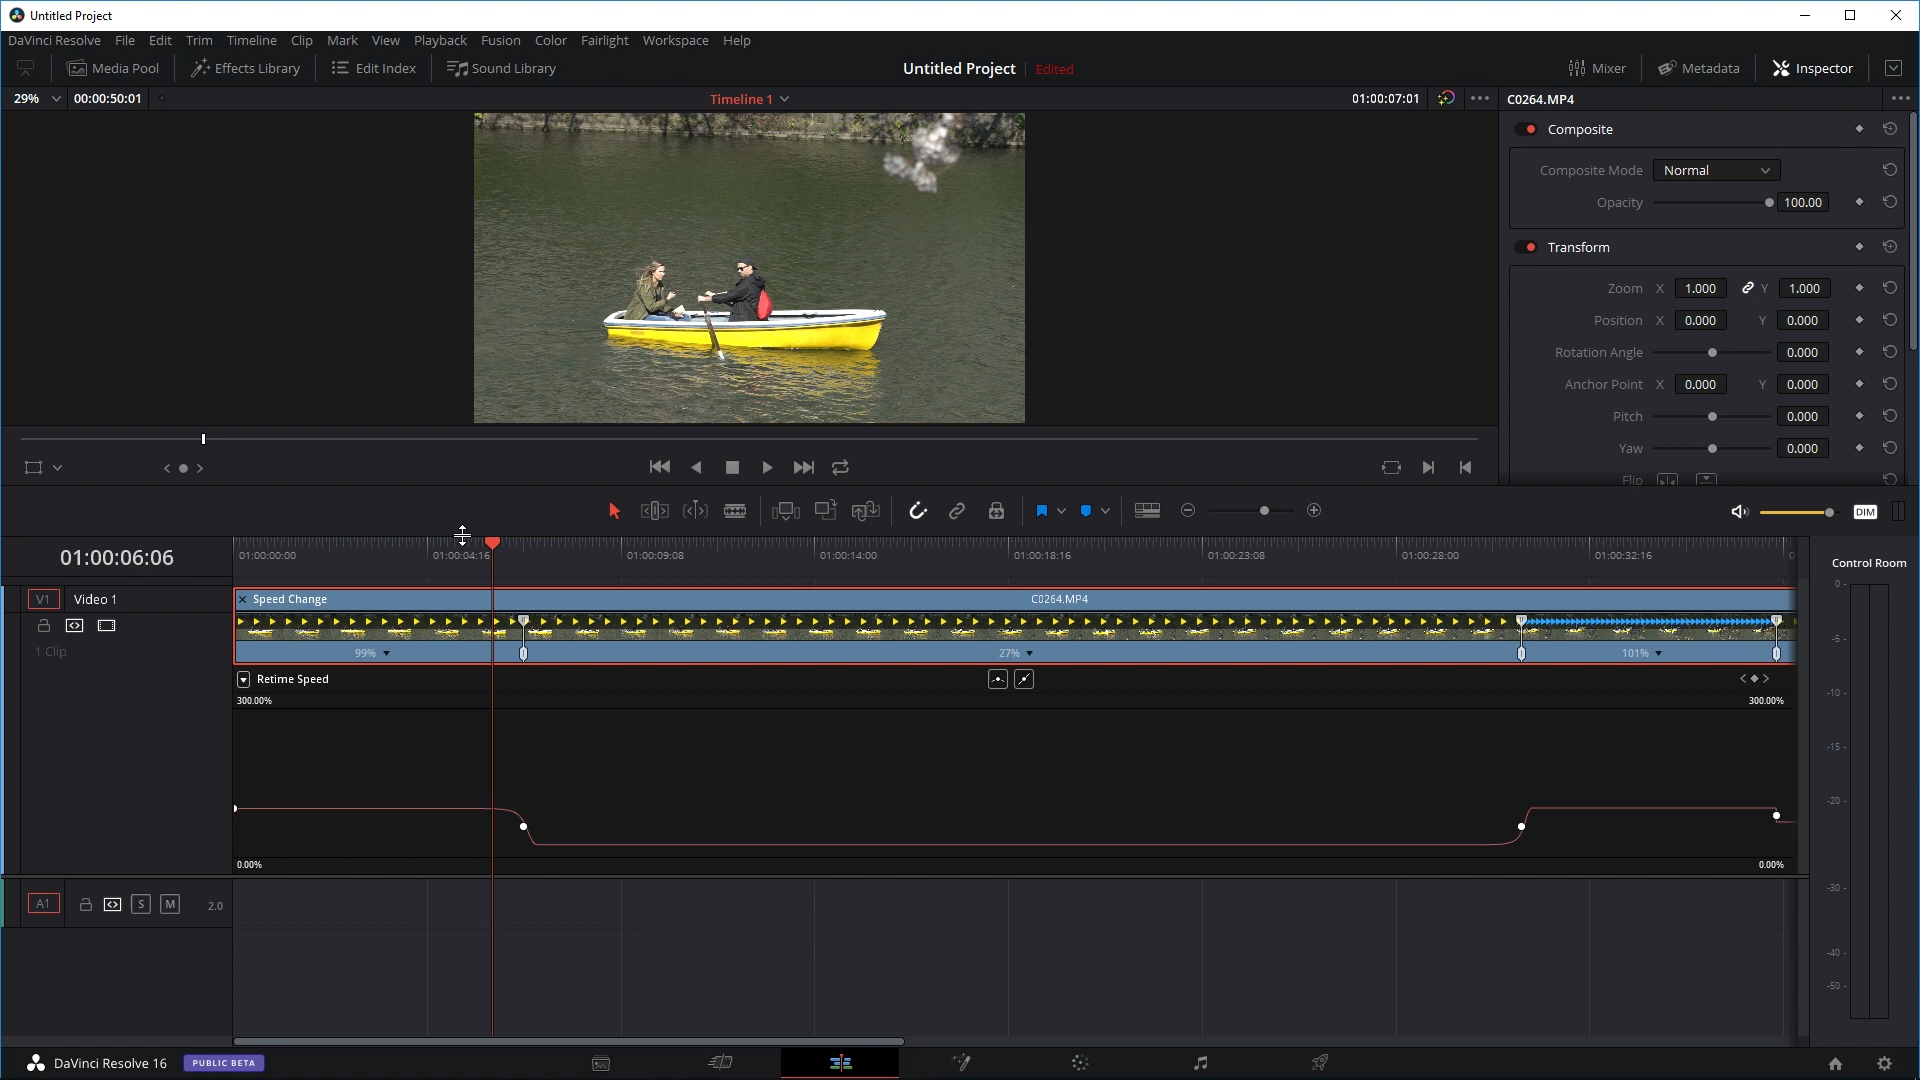 Untitled Project
DaVinci Resolve File Edit Trim Timeline Clip Mark View Playback Fusion Color Fairlight Workspace Help
Media Pool Effects Library Edit Index Sound Library Untitled Project Edited Mixer Metadata Inspector
29% 00:00:50:01 Timeline 1 01:00:07:01 C0264.MP4
Composite
Composite Mode Normal
Opacity 100.00
Transform
Zoom X 1.000 Y 1.000
Position X 0.000 Y 0.000
Rotation Angle 0.000
Anchor Point X 0.000 Y 0.000
Pitch 0.000
Yaw 0.000
Flip
DIM
01:00:06:06 01:00:00:00 01:00:04:16 01:00:09:08 01:00:14:00 01:00:18:16 01:00:23:08 01:00:28:00 01:00:32:16 Control Room
V1 Video 1 Speed Change C0264.MP4
1 Clip 99% 27% 101%
Retime Speed
300.00% 300.00%
0.00% 0.00%
A1 S M 2.0
0 -
-5 -
-10 -
-15 -
-20 -
-30 -
-40 -
-50 -
DaVinci Resolve 16 PUBLIC BETA